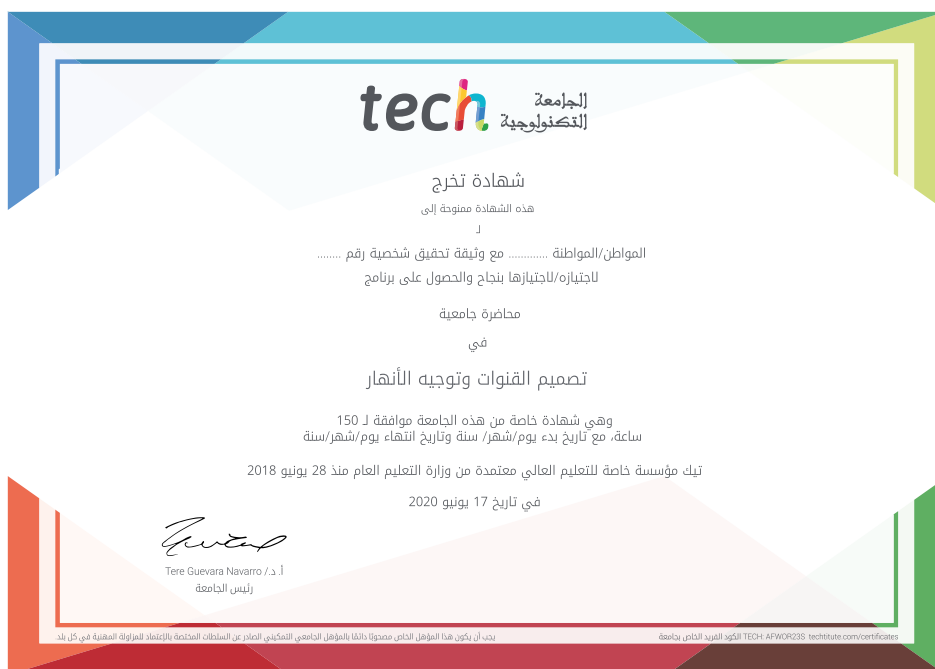 tech الجامعة
التكنولوجية
شهادة تخرج
هذه الشهادة ممنوحة إلى
لـ
المواطن/المواطنة ............ مع وثيقة تحقيق شخصية رقم ........
لاجتيازه/لاجتيازها بنجاح والحصول على برنامج
محاضرة جامعية
في
تصميم القنوات وتوجيه الأنهار
وهي شهادة خاصة من هذه الجامعة موافقة لـ 150
ساعة، مع تاريخ بدء يوم/شهر/ سنة وتاريخ انتهاء يوم/شهر/سنة
تيك مؤسسة خاصة للتعليم العالي معتمدة من وزارة التعليم العام منذ 28 يونيو 2018
في تاريخ 17 يونيو 2020
أ. د./ Tere Guevara Navarro
رئيس الجامعة
يجب أن يكون هذا المؤهل الخاص مصحوبًا دائمًا بالمؤهل الجامعي التمكيني الصادر عن السلطات المختصة بالإعتماد للمزاولة المهنية في كل بلد.
الكود الفريد الخاص بجامعة TECH: AFWOR23S techtitute.com/certificates